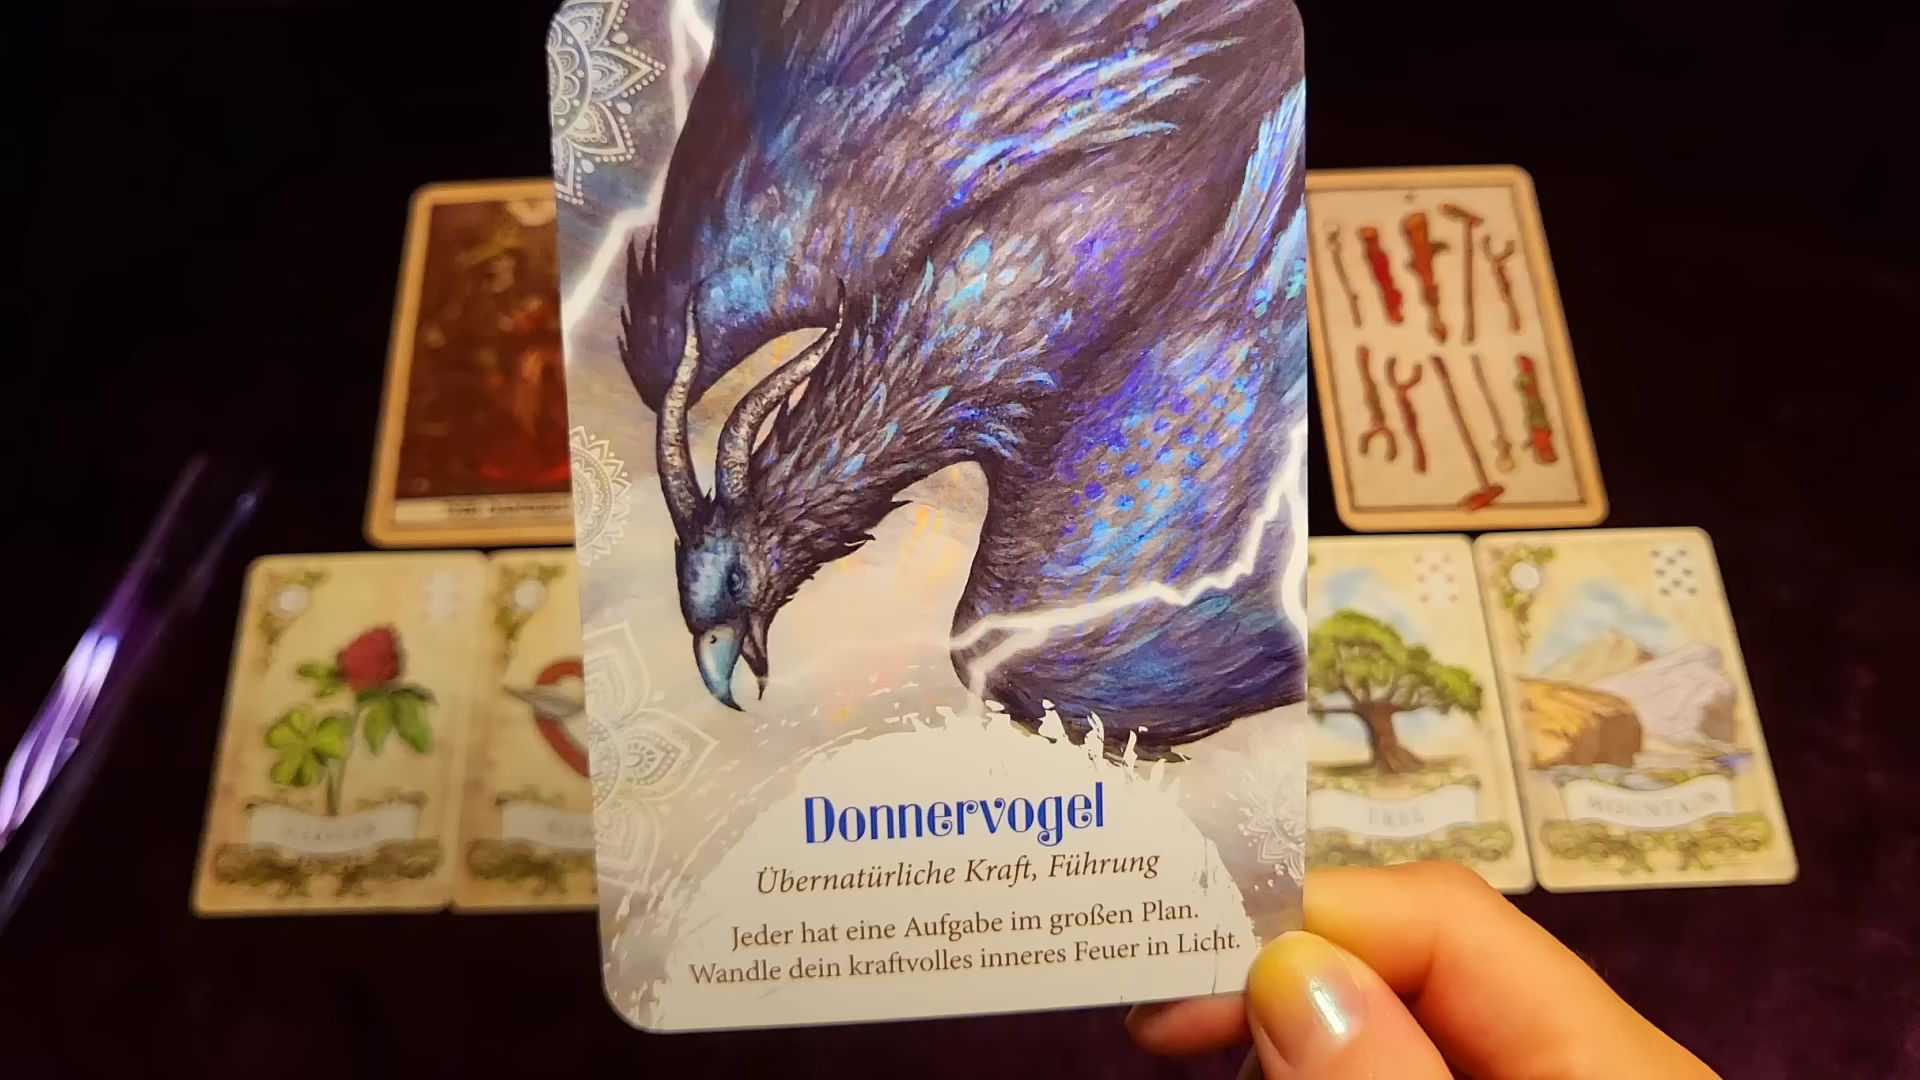 Donnervogel
Übernatürliche Kraft, Führung
Jeder hat eine Aufgabe im großen Plan.
Wandle dein kraftvolles inneres Feuer in Licht.
TREE
MOUNTAIN